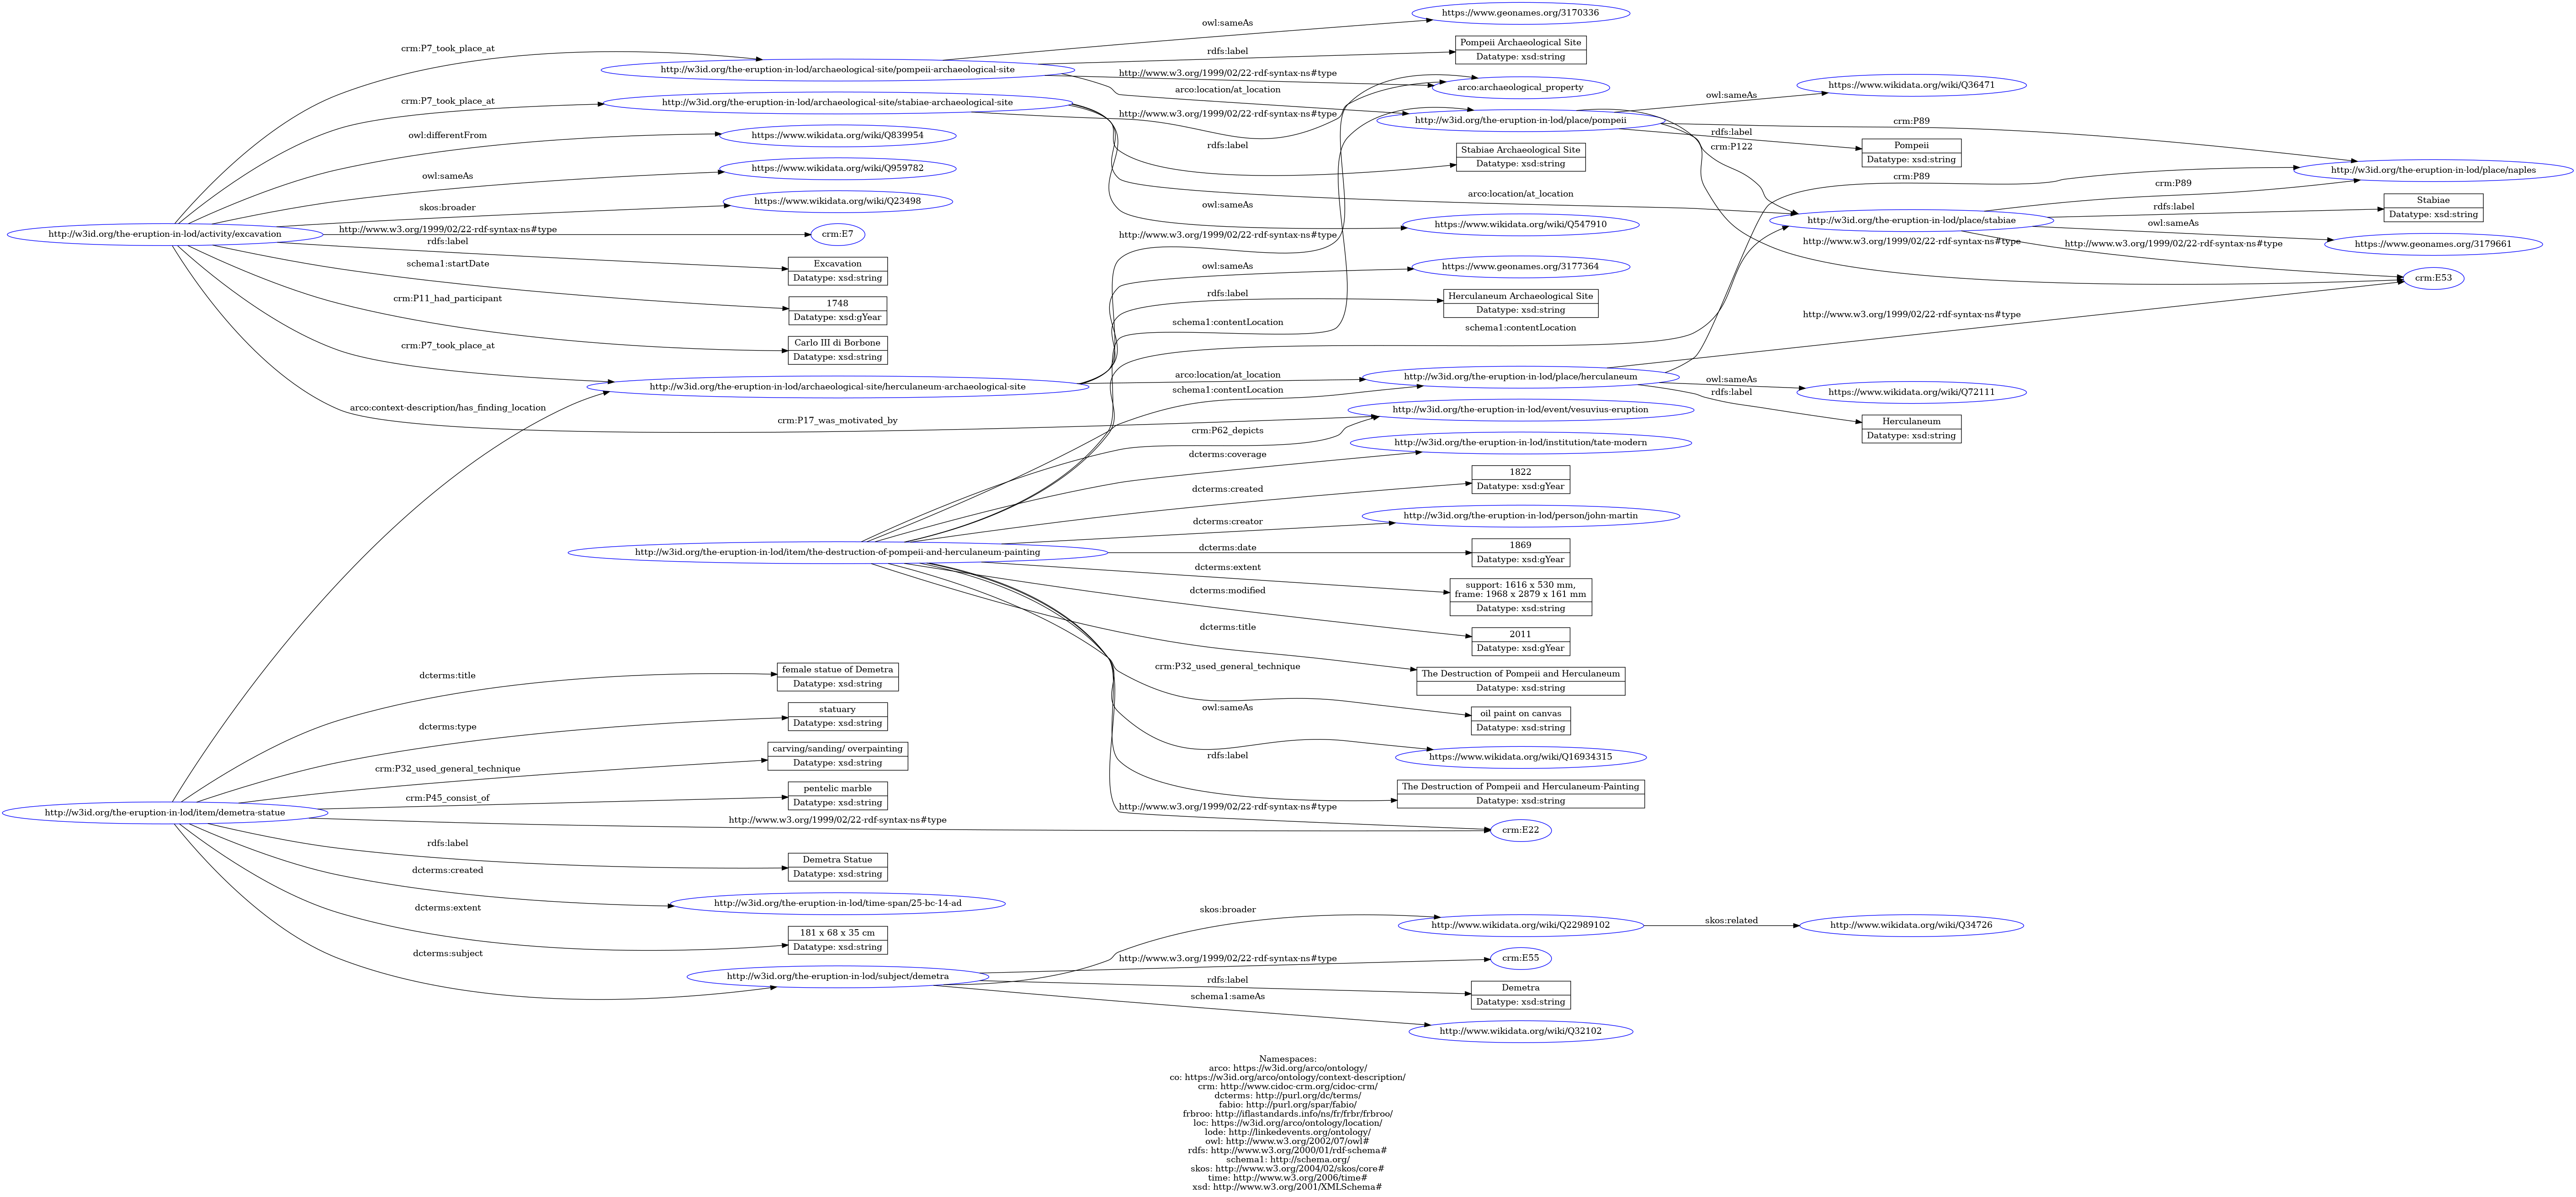 https://www.geonames.org/3170336
owl:sameAs
crm:P7_took_place_at
rdfs:label
Pompeii Archaeological Site
Datatype: xsd:string
http://w3id.org/the-eruption-in-lod/archaeological-site/pompeii-archaeological-site
http://www.w3.org/1999/02/22-rdf-syntax-ns#type
arco:archaeological_property
arco:location/at_location
https://www.wikidata.org/wiki/Q36471
owl:sameAs
crm:P7_took_place_at
http://w3id.org/the-eruption-in-lod/archaeological-site/stabiae-archaeological-site
http://www.w3.org/1999/02/22-rdf-syntax-ns#type
http://w3id.org/the-eruption-in-lod/place/pompeii
crm:P89
rdfs:label
owl:differentFrom
https://www.wikidata.org/wiki/Q839954
rdfs:label
Stabiae Archaeological Site
Datatype: xsd:string
crm:P122
Pompeii
Datatype: xsd:string
owl:sameAs
https://www.wikidata.org/wiki/Q959782
http://w3id.org/the-eruption-in-lod/place/naples
crm:P89
crm:P89
arco:location/at_location
skos:broader
https://www.wikidata.org/wiki/Q23498
owl:sameAs
rdfs:label
Stabiae
Datatype: xsd:string
http://w3id.org/the-eruption-in-lod/place/stabiae
https://www.wikidata.org/wiki/Q547910
owl:sameAs
http://w3id.org/the-eruption-in-lod/activity/excavation
http://www.w3.org/1999/02/22-rdf-syntax-ns#type
crm:E7
http://www.w3.org/1999/02/22-rdf-syntax-ns#type
http://www.w3.org/1999/02/22-rdf-syntax-ns#type
http://www.w3.org/1999/02/22-rdf-syntax-ns#type
https://www.geonames.org/3179661
rdfs:label
Excavation
Datatype: xsd:string
owl:sameAs
https://www.geonames.org/3177364
crm:E53
schema1:startDate
1748
Datatype: xsd:gYear
rdfs:label
Herculaneum Archaeological Site
Datatype: xsd:string
crm:P11_had_participant
schema1:contentLocation
schema1:contentLocation
http://www.w3.org/1999/02/22-rdf-syntax-ns#type
Carlo III di Borbone
Datatype: xsd:string
crm:P7_took_place_at
http://w3id.org/the-eruption-in-lod/archaeological-site/herculaneum-archaeological-site
arco:location/at_location
http://w3id.org/the-eruption-in-lod/place/herculaneum
owl:sameAs
https://www.wikidata.org/wiki/Q72111
schema1:contentLocation
rdfs:label
arco:context-description/has_finding_location
http://w3id.org/the-eruption-in-lod/event/vesuvius-eruption
crm:P17_was_motivated_by
Herculaneum
Datatype: xsd:string
crm:P62_depicts
http://w3id.org/the-eruption-in-lod/institution/tate-modern
dcterms:coverage
1822
Datatype: xsd:gYear
dcterms:created
http://w3id.org/the-eruption-in-lod/person/john-martin
dcterms:creator
http://w3id.org/the-eruption-in-lod/item/the-destruction-of-pompeii-and-herculaneum-painting
dcterms:date
1869
Datatype: xsd:gYear
dcterms:extent
support: 1616 x 530 mm,
frame: 1968 x 2879 x 161 mm
Datatype: xsd:string
dcterms:modified
2011
Datatype: xsd:gYear
dcterms:title
The Destruction of Pompeii and Herculaneum
Datatype: xsd:string
crm:P32_used_general_technique
oil paint on canvas
Datatype: xsd:string
owl:sameAs
https://www.wikidata.org/wiki/Q16934315
rdfs:label
The Destruction of Pompeii and Herculaneum-Painting
Datatype: xsd:string
http://www.w3.org/1999/02/22-rdf-syntax-ns#type
crm:E22
dcterms:title
female statue of Demetra
Datatype: xsd:string
dcterms:type
statuary
Datatype: xsd:string
crm:P32_used_general_technique
carving/sanding/ overpainting
Datatype: xsd:string
crm:P45_consist_of
pentelic marble
Datatype: xsd:string
http://w3id.org/the-eruption-in-lod/item/demetra-statue
http://www.w3.org/1999/02/22-rdf-syntax-ns#type
rdfs:label
Demetra Statue
Datatype: xsd:string
dcterms:created
http://w3id.org/the-eruption-in-lod/time-span/25-bc-14-ad
dcterms:extent
181 x 68 x 35 cm
Datatype: xsd:string
dcterms:subject
http://w3id.org/the-eruption-in-lod/subject/demetra
skos:broader
http://www.wikidata.org/wiki/Q22989102
skos:related
http://www.wikidata.org/wiki/Q34726
http://www.w3.org/1999/02/22-rdf-syntax-ns#type
crm:E55
rdfs:label
Demetra
Datatype: xsd:string
schema1:sameAs
http://www.wikidata.org/wiki/Q32102
Namespaces:
arco: https://w3id.org/arco/ontology/
co: https://w3id.org/arco/ontology/context-description/
crm: http://www.cidoc-crm.org/cidoc-crm/
dcterms: http://purl.org/dc/terms/
fabio: http://purl.org/spar/fabio/
frbroo: http://iflastandards.info/ns/fr/frbr/frbroo/
loc: https://w3id.org/arco/ontology/location/
lode: http://linkedevents.org/ontology/
owl: http://www.w3.org/2002/07/owl#
rdfs: http://www.w3.org/2000/01/rdf-schema#
schema1: http://schema.org/
skos: http://www.w3.org/2004/02/skos/core#
time: http://www.w3.org/2006/time#
xsd: http://www.w3.org/2001/XMLSchema#